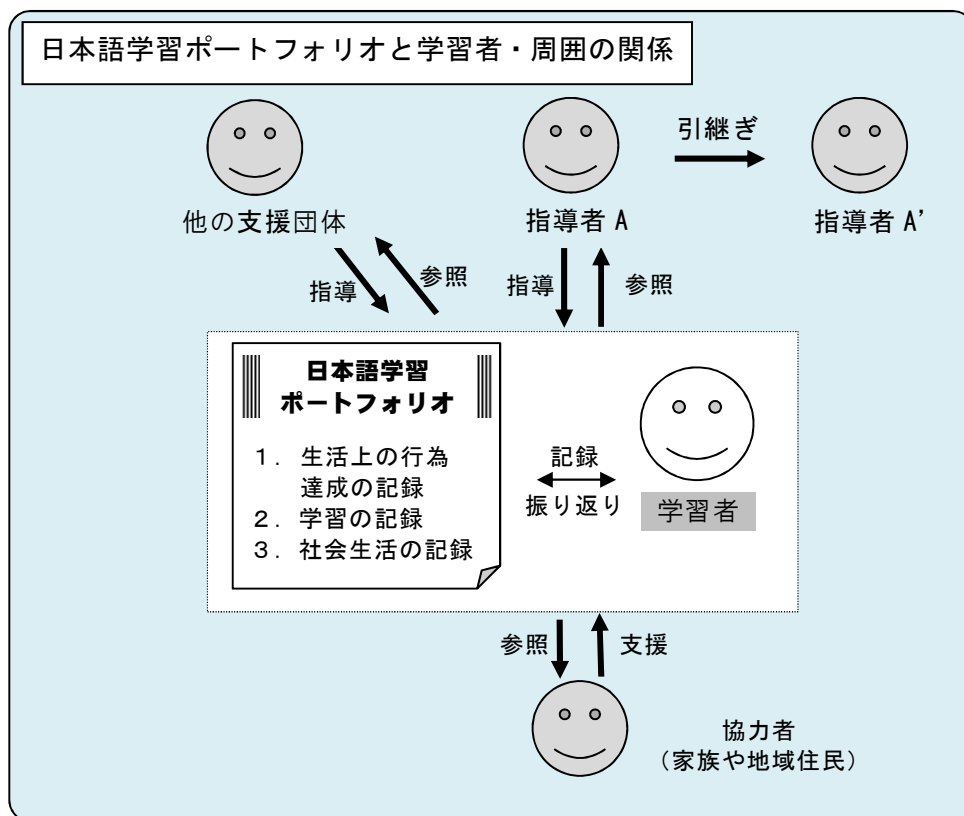 日本語学習ポートフォリオと学習者・周囲の関係
引継ぎ
他の支援団体
指導者 A
指導者 A'
指導
参照
指導
参照
日本語学習
ポートフォリオ
1. 生活上の行為
達成の記録
2. 学習の記録
3. 社会生活の記録
記録
振り返り
学習者
参照
支援
協力者
（家族や地域住民）